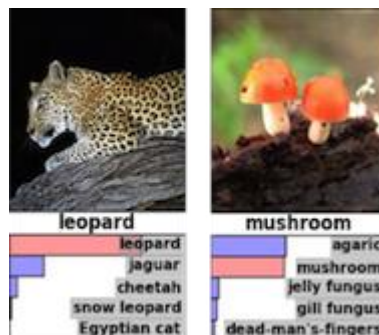 leopard
leopard
jaguar
cheetah
snow leopard
Egyptian cat
mushroom
agaric
mushroom
jelly fungus
gill fungus
dead-man's-fingers